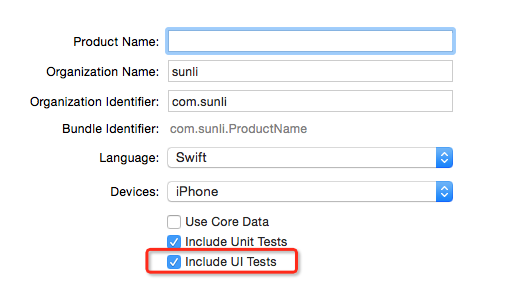 Product Name:
Organization Name: sunli
Organization Identifier: com.sunli
Bundle Identifier: com.sunli.ProductName
Language: Swift
Devices: iPhone
Use Core Data
Include Unit Tests
Include UI Tests